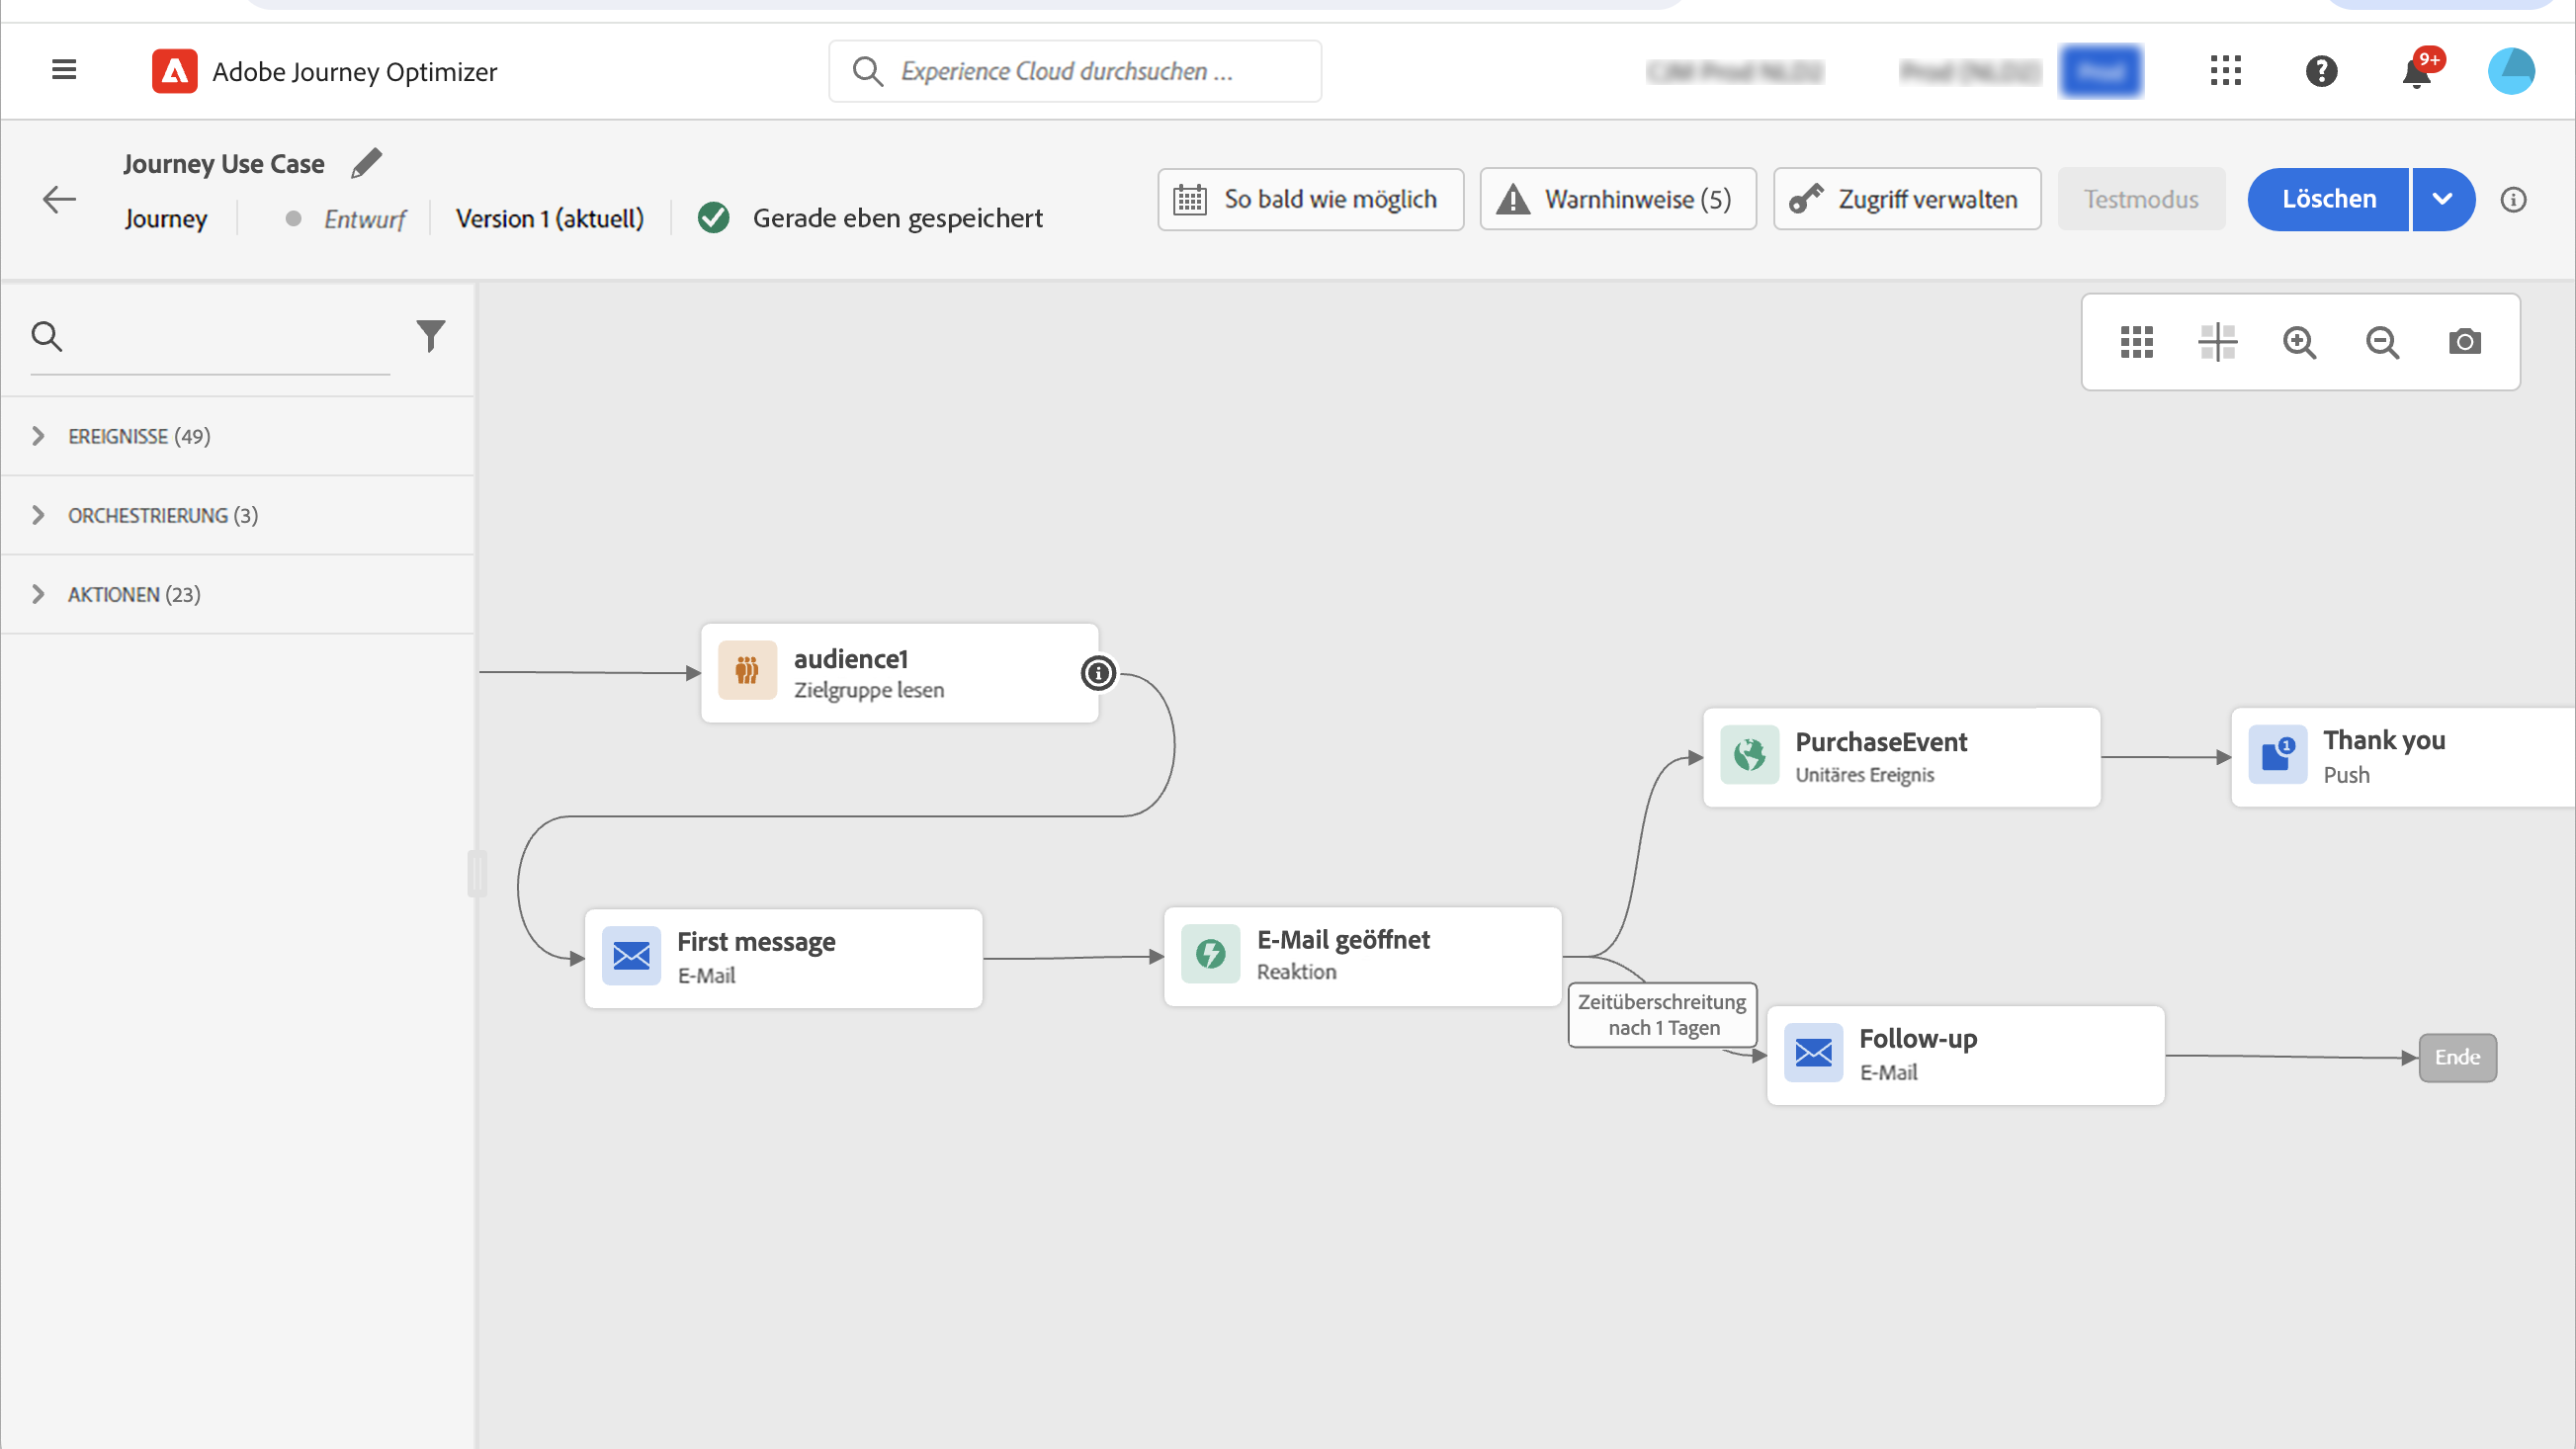 Adobe Journey Optimizer
Experience Cloud durchsuchen ...
9+
Journey Use Case
Journey
Entwurf
Version 1 (aktuell)
Gerade eben gespeichert
So bald wie möglich
Warnhinweise (5)
Zugriff verwalten
Testmodus
Löschen
EREIGNISSE (49)
ORCHESTRIERUNG (3)
AKTIONEN (23)
audience1
Zielgruppe lesen
PurchaseEvent
Unitäres Ereignis
1
Thank you
Push
First message
E-Mail
E-Mail geöffnet
Reaktion
Zeitüberschreitung
nach 1 Tagen
Follow-up
E-Mail
Ende